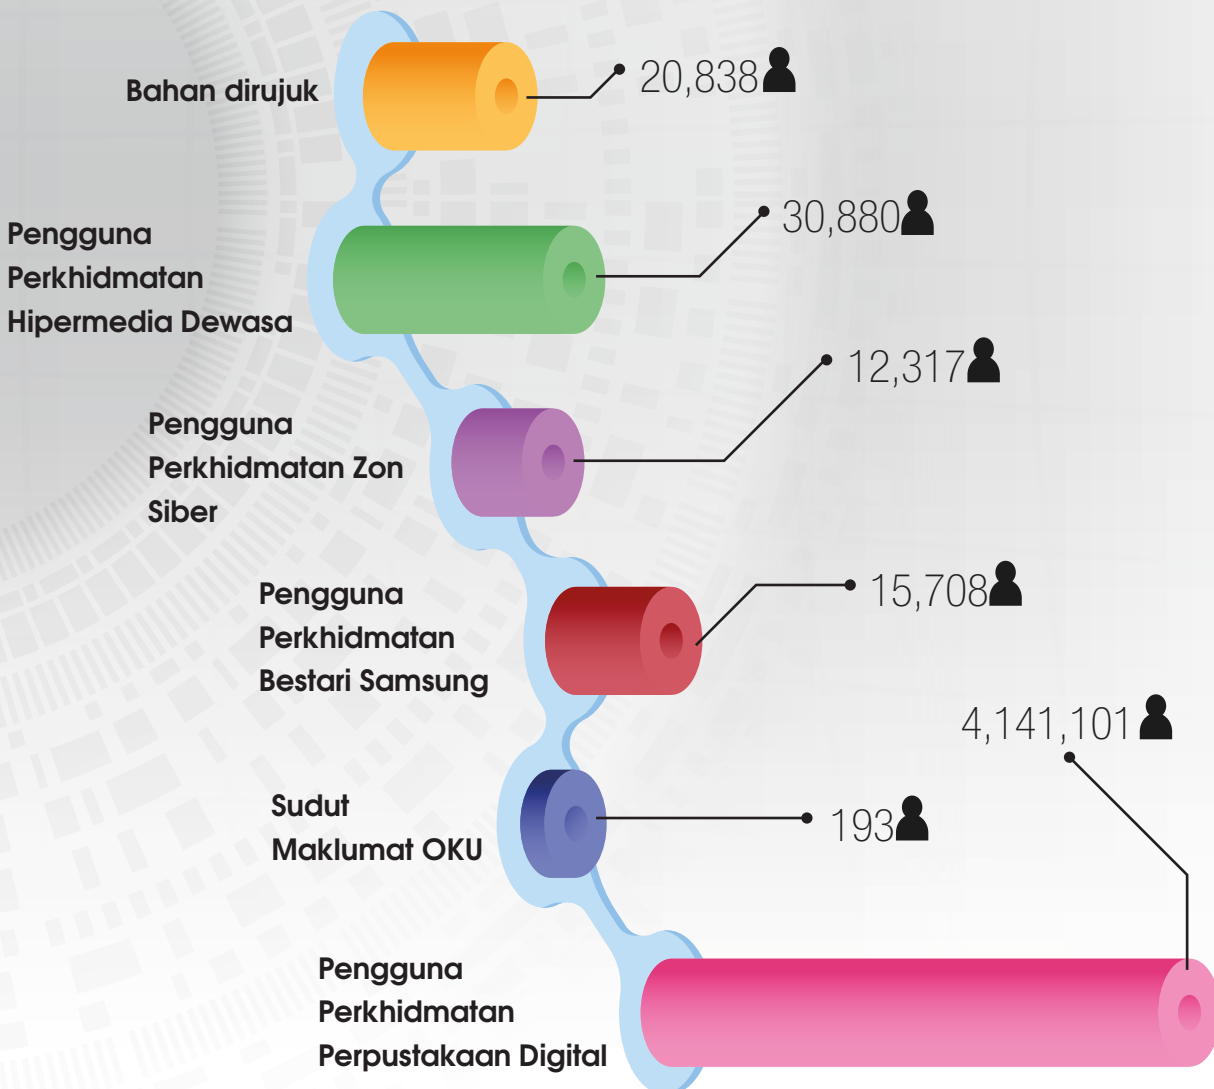 Bahan dirujuk
20,838
Pengguna
Perkhidmatan
Hipermedia Dewasa
30,880
Pengguna
Perkhidmatan Zon
Siber
12,317
Pengguna
Perkhidmatan
Bestari Samsung
15,708
Sudut
Maklumat OKU
193
Pengguna
Perkhidmatan
Perpustakaan Digital
4,141,101